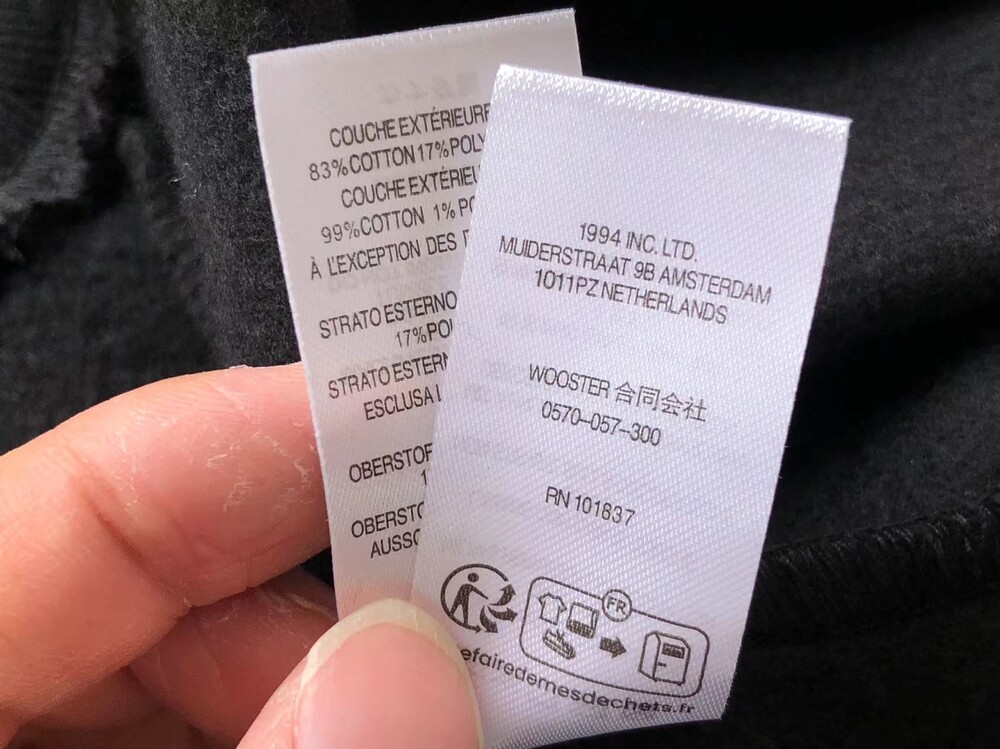 COUCHE EXTÉRIEURE
83%COTTON 17%POLY
COUCHE EXTÉRIEU
99%COTTON 1% PO
À L'EXCEPTION DES
STRATO ESTERNO
17%POL
STRATO ESTERN
ESCLUSA L
OBERSTOF
1
OBERSTO
AUSSC
1994 INC. LTD.
MUIDERSTRAAT 9B AMSTERDAM
1011PZ NETHERLANDS
WOOSTER 合同会社
0570-057-300
RN 101837
FR
efairedemesdechets.fr